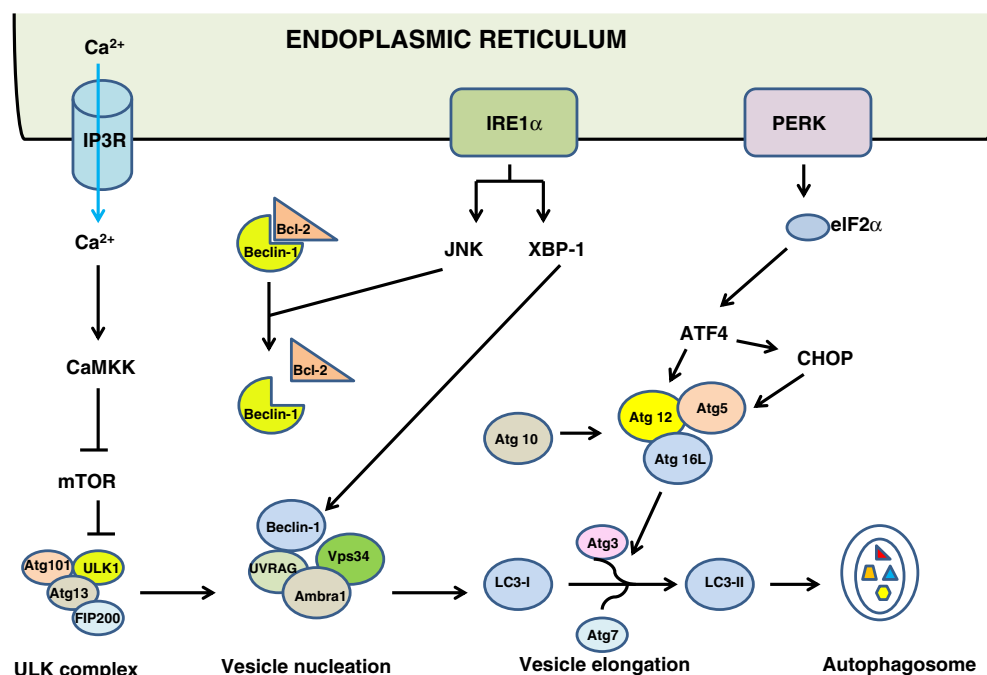 ENDOPLASMIC RETICULUM
Ca²⁺
IP3R
IRE1α
PERK
Ca²⁺
Bcl-2
Beclin-1
JNK
XBP-1
eIF2α
ATF4
CHOP
CaMKK
Bcl-2
Beclin-1
Atg 12
Atg5
Atg 10
Atg 16L
mTOR
Beclin-1
Atg3
Atg101
ULK1
UVRAG
Vps34
Atg13
Ambra1
LC3-I
LC3-II
FIP200
Atg7
ULK complex
Vesicle nucleation
Vesicle elongation
Autophagosome